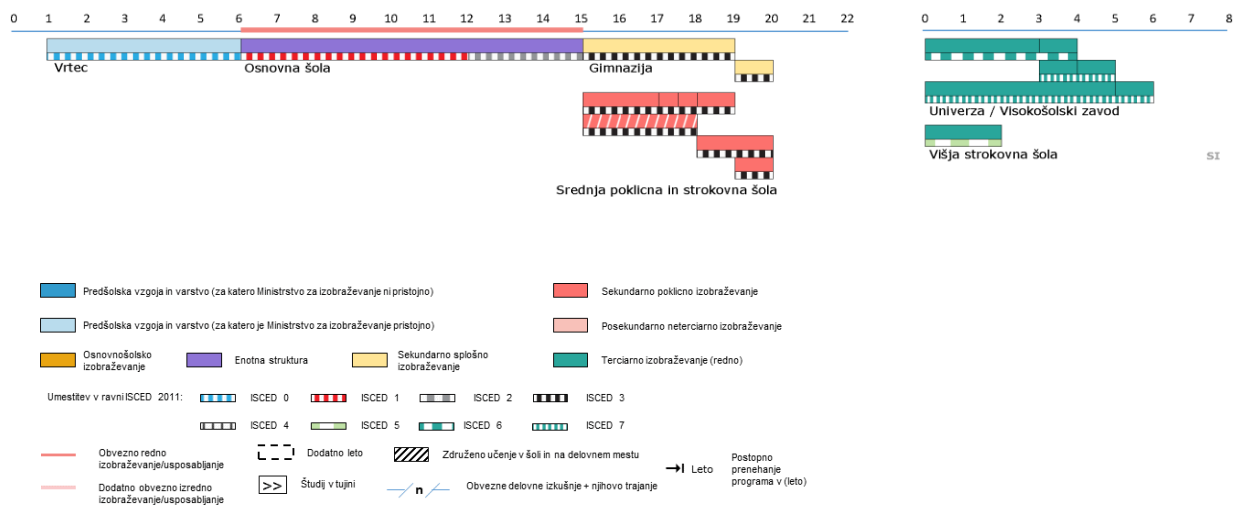 0 1 2 3 4 5 6 7 8 9 10 11 12 13 14 15 16 17 18 19 20 21 22
0 1 2 3 4 5 6 7 8
Vrtec
Osnovna šola
Gimnazija
Srednja poklicna in strokovna šola
Univerza / Visokošolski zavod
Višja strokovna šola
SI
Predšolska vzgoja in varstvo (za katero Ministrstvo za izobraževanje ni pristojno)
Sekundarno poklicno izobraževanje
Predšolska vzgoja in varstvo (za katero je Ministrstvo za izobraževanje pristojno)
Posekundarno neterciarno izobraževanje
Osnovnošolsko
izobraževanje
Enotna struktura
Sekundarno splošno
izobraževanje
Terciarno izobraževanje (redno)
Umestitev v ravni ISCED 2011:
ISCED 0
ISCED 1
ISCED 2
ISCED 3
ISCED 4
ISCED 5
ISCED 6
ISCED 7
Obvezno redno
izobraževanje/usposabljanje
Dodatno leto
Združeno učenje v šoli in na delovnem mestu
Leto
Postopno
prenehanje
programa v (leto)
Dodatno obvezno izredno
izobraževanje/usposabljanje
>>
Študij v tujini
n
Obvezne delovne izkušnje + njihovo trajanje